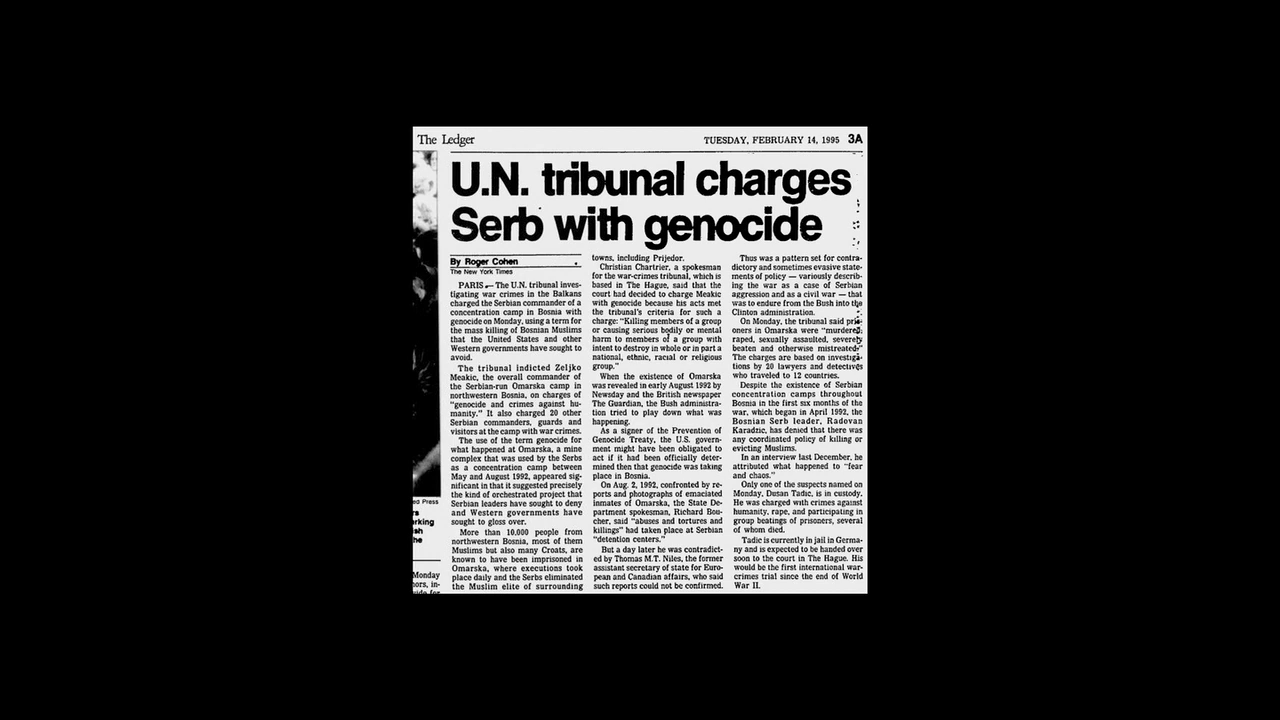 The Ledger
TUESDAY, FEBRUARY 14, 1995 3A
U.N. tribunal charges
Serb with genocide
By Roger Cohen
The New York Times
PARIS — The U.N. tribunal inves-
tigating war crimes in the Balkans
charged the Serbian commander of a
concentration camp in Bosnia with
genocide on Monday, using a term for
the mass killing of Bosnian Muslims
that the United States and other
Western governments have sought to
avoid.
The tribunal indicted Zeljko
Meakic, the overall commander of
the Serbian-run Omarska camp in
northwestern Bosnia, on charges of
"genocide and crimes against hu-
manity." It also charged 20 other
Serbian commanders, guards and
visitors at the camp with war crimes.
The use of the term genocide for
what happened at Omarska, a mine
complex that was used by the Serbs
as a concentration camp between
May and August 1992, appeared sig-
nificant in that it suggested precisely
the kind of orchestrated project that
Serbian leaders have sought to deny
and Western governments have
sought to gloss over.
More than 10,000 people from
northwestern Bosnia, most of them
Muslims but also many Croats, are
known to have been imprisoned in
Omarska, where executions took
place daily and the Serbs eliminated
the Muslim elite of surrounding
towns, including Prijedor.
Christian Chartrier, a spokesman
for the war-crimes tribunal, which is
based in The Hague, said that the
court had decided to charge Meakic
with genocide because his acts met
the tribunal's criteria for such a
charge: "Killing members of a group
or causing serious bodily or mental
harm to members of a group with
intent to destroy in whole or in part a
national, ethnic, racial or religious
group."
When the existence of Omarska
was revealed in early August 1992 by
Newsday and the British newspaper
The Guardian, the Bush administra-
tion tried to play down what was
happening.
As a signer of the Prevention of
Genocide Treaty, the U.S. govern-
ment might have been obligated to
act if it had been officially deter-
mined then that genocide was taking
place in Bosnia.
On Aug. 2, 1992, confronted by re-
ports and photographs of emaciated
inmates of Omarska, the State De-
partment spokesman, Richard Bou-
cher, said "abuses and tortures and
killings" had taken place at Serbian
"detention centers."
But a day later he was contradict-
ed by Thomas M.T. Niles, the former
assistant secretary of state for Euro-
pean and Canadian affairs, who said
such reports could not be confirmed.
Thus was a pattern set for contra-
dictory and sometimes evasive state-
ments of policy — variously describ-
ing the war as a case of Serbian
aggression and as a civil war — that
was to endure from the Bush into the
Clinton administration.
On Monday, the tribunal said pris-
oners in Omarska were "murdered,
raped, sexually assaulted, severely
beaten and otherwise mistreated."
The charges are based on investiga-
tions by 20 lawyers and detectives
who traveled to 12 countries.
Despite the existence of Serbian
concentration camps throughout
Bosnia in the first six months of the
war, which began in April 1992, the
Bosnian Serb leader, Radovan
Karadzic, has denied that there was
any coordinated policy of killing or
evicting Muslims.
In an interview last December, he
attributed what happened to "fear
and chaos."
Only one of the suspects named on
Monday, Dusan Tadic, is in custody.
He was charged with crimes against
humanity, rape, and participating in
group beatings of prisoners, several
of whom died.
Tadic is currently in jail in Germa-
ny and is expected to be handed over
soon to the court in The Hague. His
would be the first international war-
crimes trial since the end of World
War II.
ed Press
rs
rking
sh
he
Monday
nors, in-